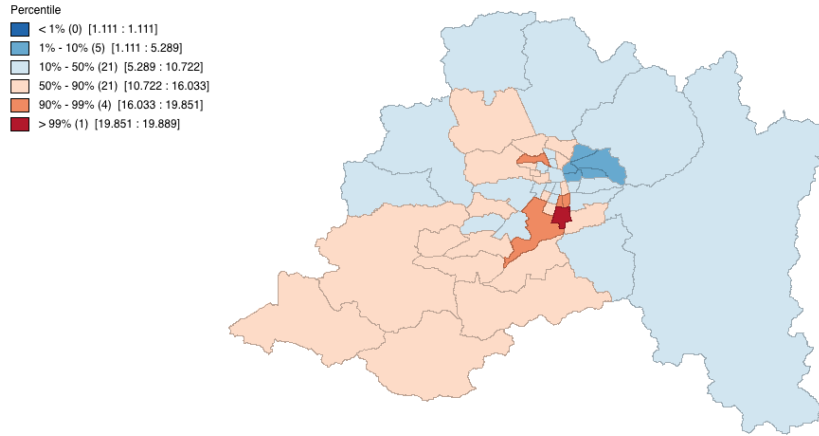 Percentile
< 1% (0) [1.111 : 1.111]
1% - 10% (5) [1.111 : 5.289]
10% - 50% (21) [5.289 : 10.722]
50% - 90% (21) [10.722 : 16.033]
90% - 99% (4) [16.033 : 19.851]
> 99% (1) [19.851 : 19.889]